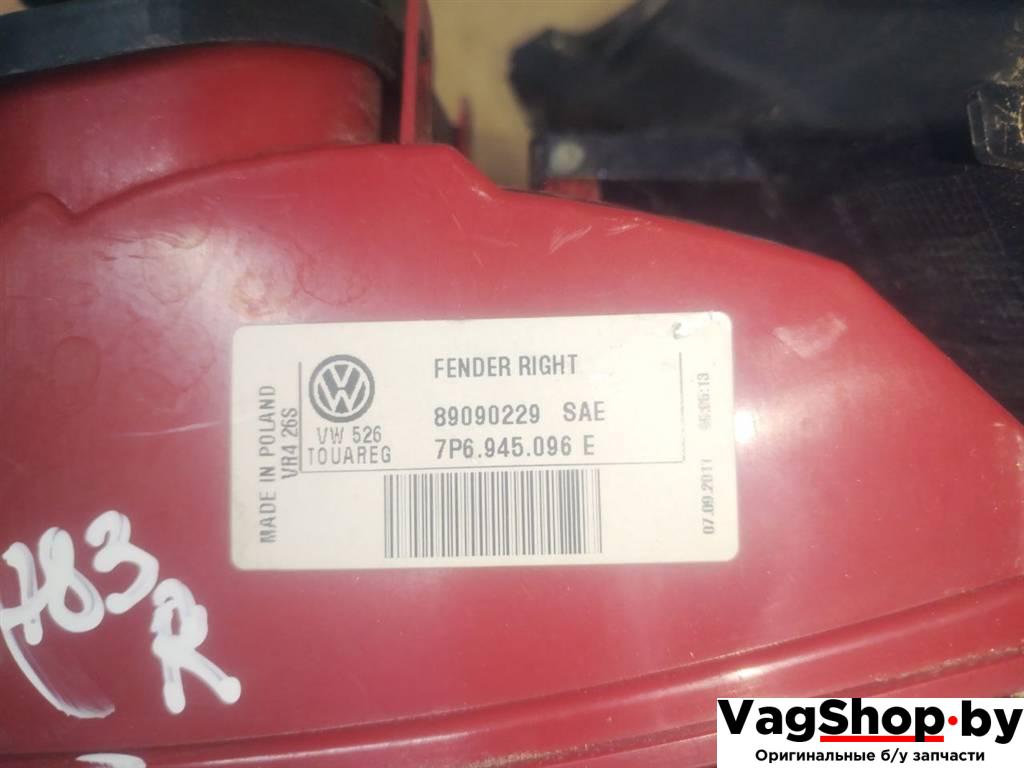 MADE IN POLAND
VR4 26S
VW 526
TOUAREG
FENDER RIGHT
89090229 SAE
7P6.945.096 E
07.09.2011
483
R
VagShop.by
Оригинальные б/у запчасти